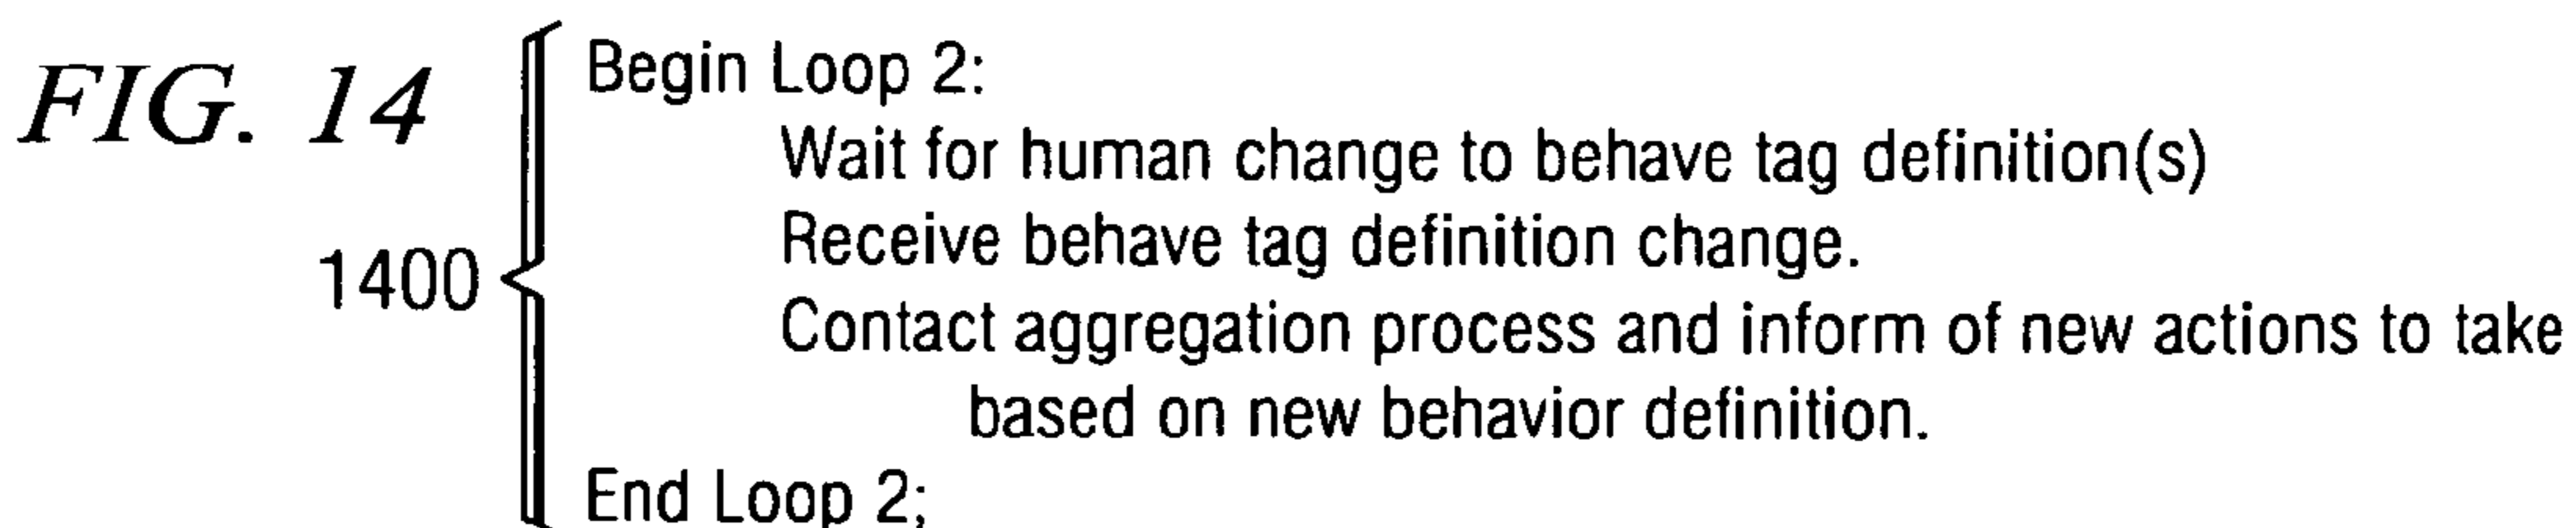 FIG. 14
1400
Begin Loop 2:
Wait for human change to behave tag definition(s)
Receive behave tag definition change.
Contact aggregation process and inform of new actions to take
based on new behavior definition.
End Loop 2;